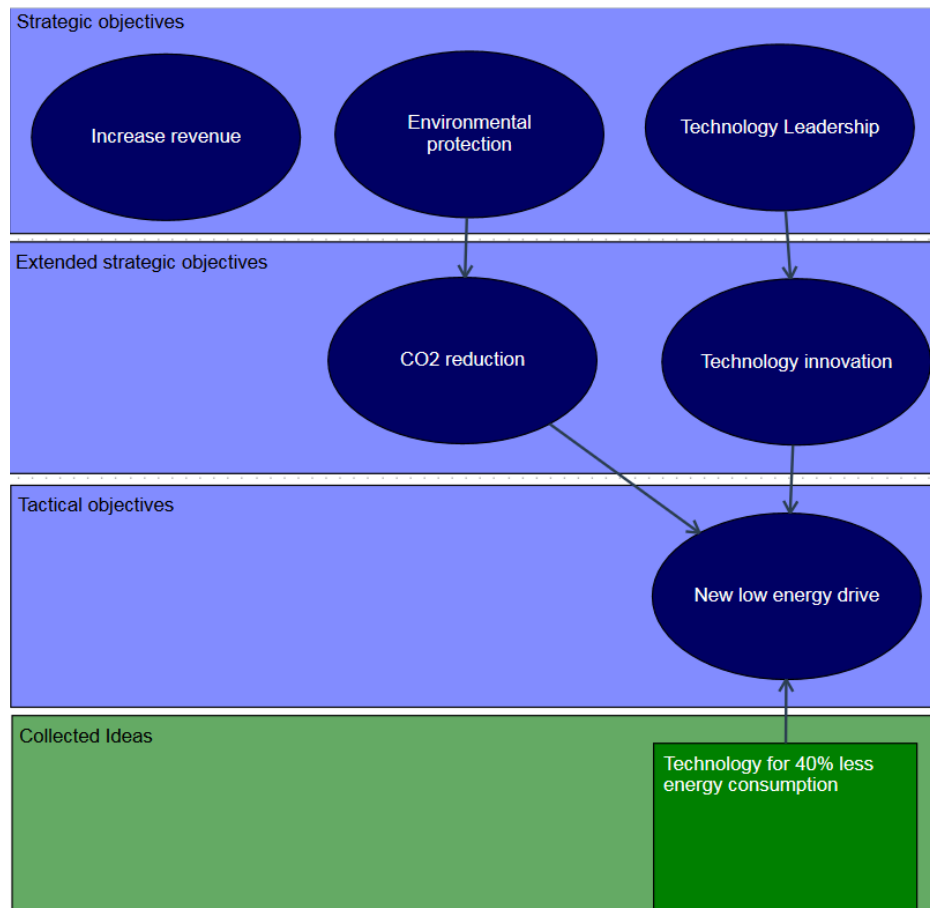 Strategic objectives
Increase revenue
Environmental
protection
Technology Leadership
Extended strategic objectives
CO2 reduction
Technology innovation
Tactical objectives
New low energy drive
Collected Ideas
Technology for 40% less
energy consumption